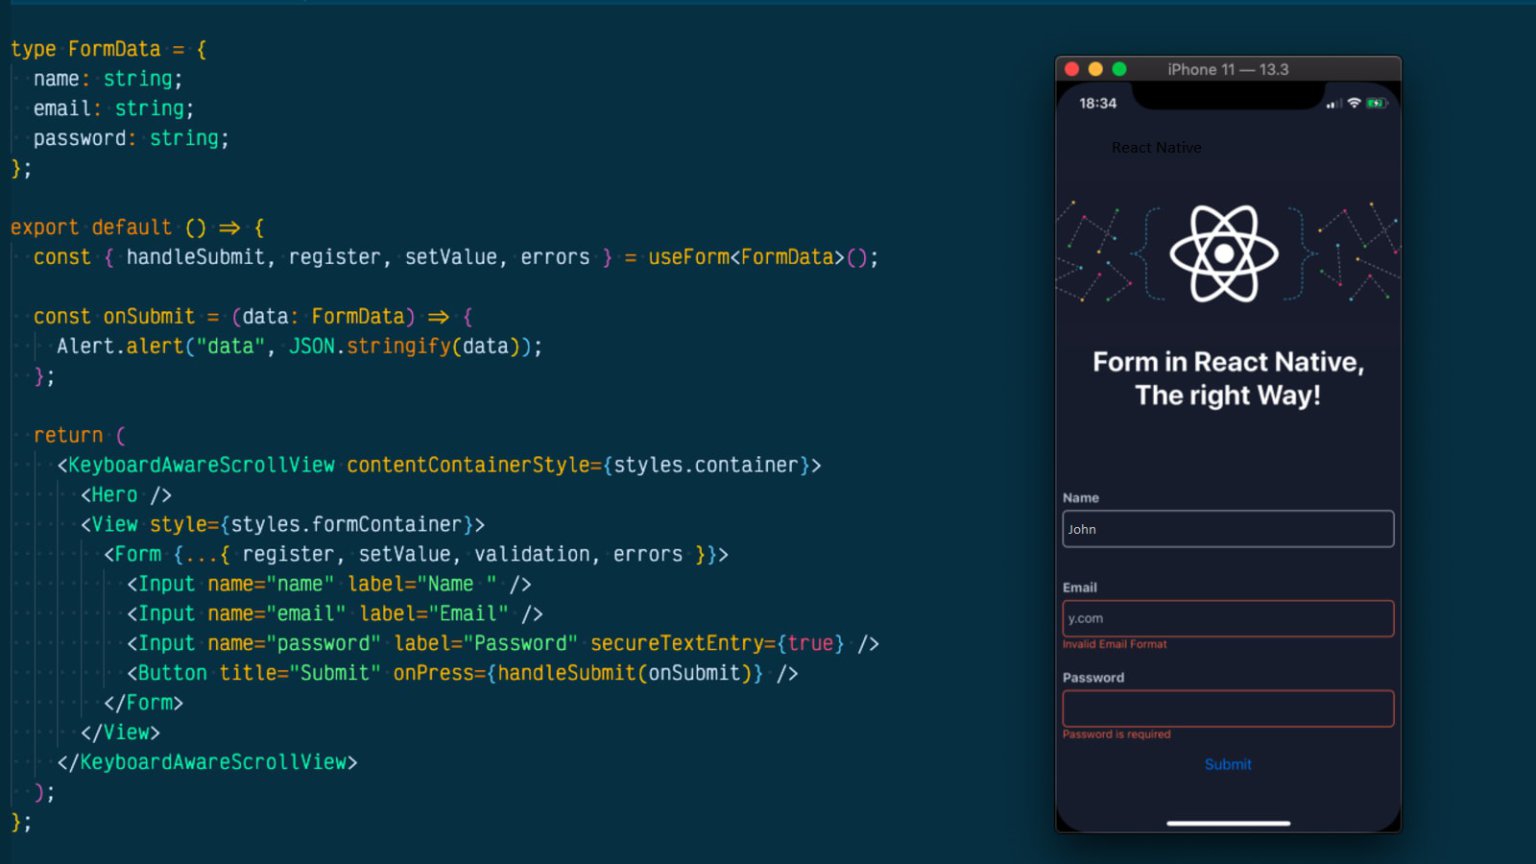 type FormData = {
name: string;
email: string;
password: string;
};
export default () => {
const { handleSubmit, register, setValue, errors } = useForm<FormData>();
const onSubmit = (data: FormData) => {
Alert.alert("data", JSON.stringify(data));
};
return (
<KeyboardAwareScrollView contentContainerStyle={styles.container}>
<Hero />
<View style={styles.formContainer}>
<Form {...{ register, setValue, validation, errors }}>
<Input name="name" label="Name " />
<Input name="email" label="Email" />
<Input name="password" label="Password" secureTextEntry={true} />
<Button title="Submit" onPress={handleSubmit(onSubmit)} />
</Form>
</View>
</KeyboardAwareScrollView>
);
};
iPhone 11 — 13.3
18:34
React Native
Form in React Native,
The right Way!
Name
John
Email
y.com
Invalid Email Format
Password
Password is required
Submit